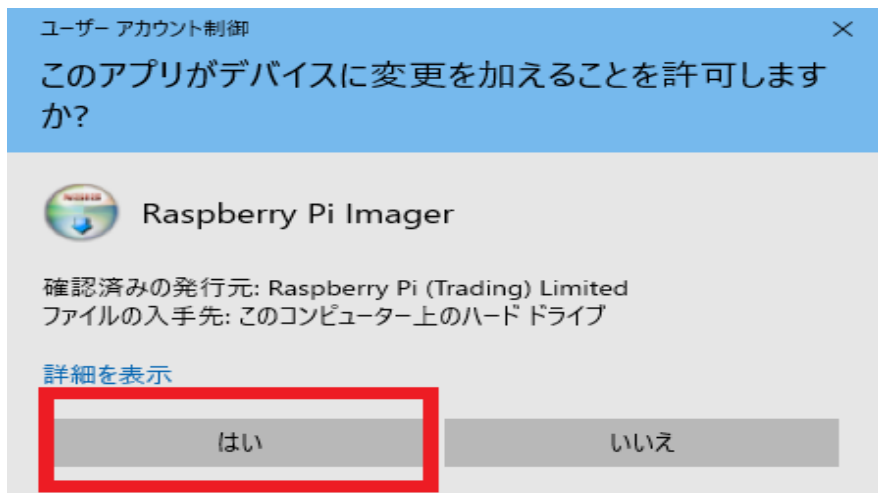 ユーザー アカウント制御
このアプリがデバイスに変更を加えることを許可します
か?
Raspberry Pi Imager
確認済みの発行元: Raspberry Pi (Trading) Limited
ファイルの入手先: このコンピューター上のハード ドライブ
詳細を表示
はい
いいえ